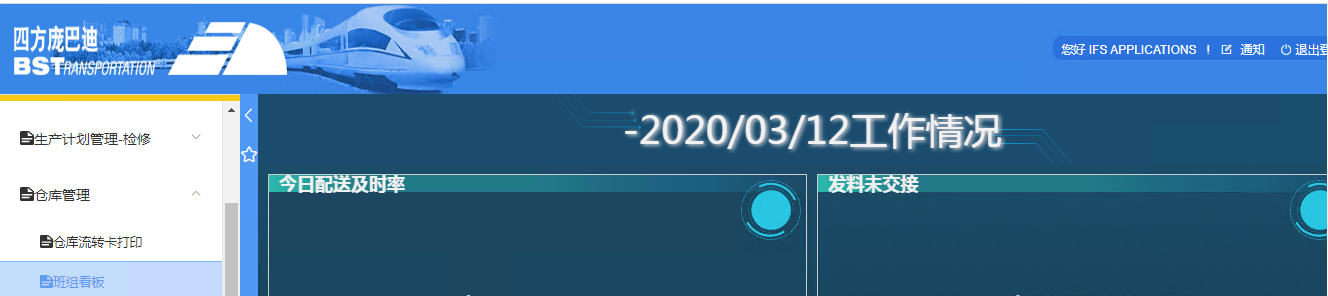 四方庞巴迪
BST TRANSPORTATION
您好 IFS APPLICATIONS ！ 通知 退出登
生产计划管理-检修
仓库管理
仓库流转卡打印
班组看板
-2020/03/12工作情况
今日配送及时率
发料未交接